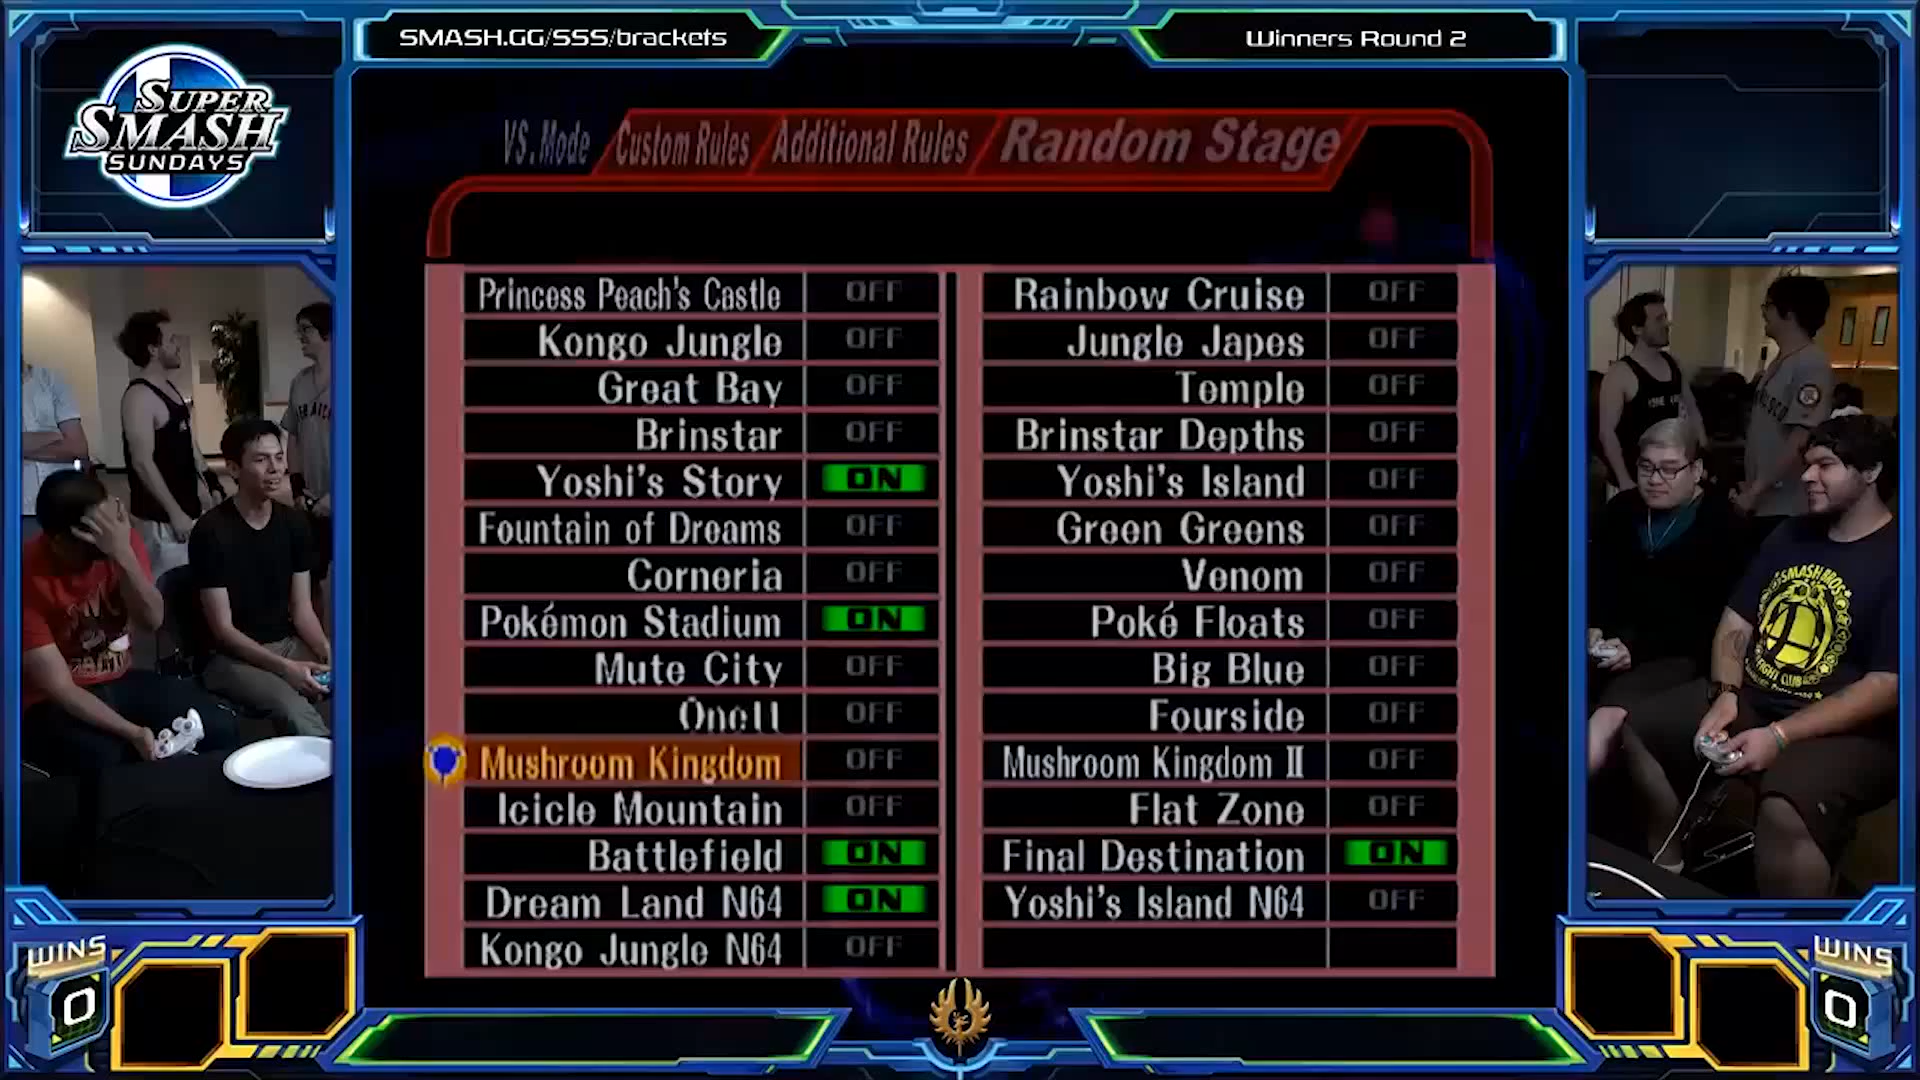 SMASH.GG/SSS/brackets
Winners Round 2
SUPER
SMASH
SUNDAYS
VS. Mode
Custom Rules
Additional Rules
Random Stage
Princess Peach's Castle OFF
Rainbow Cruise OFF
Kongo Jungle OFF
Jungle Japes OFF
Great Bay OFF
Temple OFF
Brinstar OFF
Brinstar Depths OFF
Yoshi's Story ON
Yoshi's Island OFF
Fountain of Dreams OFF
Green Greens OFF
Corneria OFF
Venom OFF
Pokémon Stadium ON
Poké Floats OFF
Mute City OFF
Big Blue OFF
Onett OFF
Fourside OFF
Mushroom Kingdom OFF
Mushroom Kingdom II OFF
Icicle Mountain OFF
Flat Zone OFF
Battlefield ON
Final Destination ON
Dream Land N64 ON
Yoshi's Island N64 OFF
Kongo Jungle N64 OFF
SMASH BROS
FIGHT CLUB
WINS
0
WINS
0